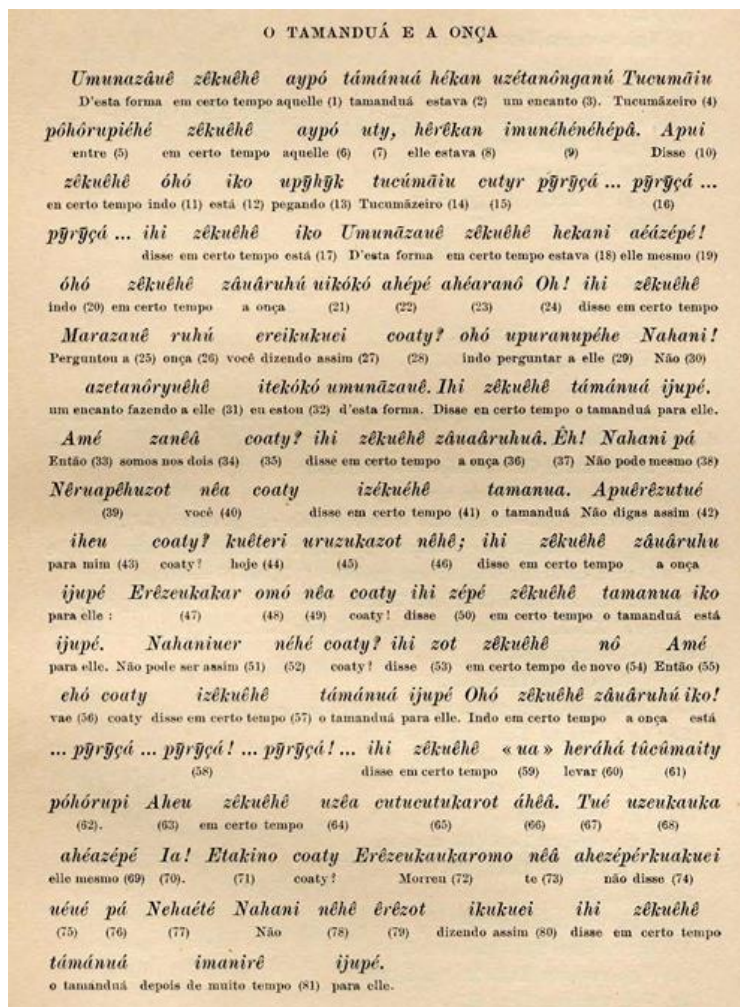 O TAMANDUÁ E A ONÇA
Umunazâuê zêkuêhê aypó támánuá hékan uzétanônganú Tucumãiu
D'esta forma em certo tempo aquelle (1) tamanduá estava (2) um encanto (3). Tucumãzeiro (4)
póhórupiéhé zêkuêhê aypó uty, hêrêkan imunéhénéhépâ. Apui
entre (5) em certo tempo aquelle (6) (7) elle estava (8) (9) Disse (10)
zêkuêhê óhó iko upỹhỹk tucúmãiu cutyr pỹrỹçá ... pỹrỹçá ...
en certo tempo indo (11) está (12) pegando (13) Tucumãzeiro (14) (15) (16)
pỹrỹçá ... ihi zêkuêhê iko Umunãzauê zêkuêhê hekani aéázépé!
disse em certo tempo está (17) D'esta forma em certo tempo estava (18) elle mesmo (19)
óhó zêkuêhê zâuâruhú uikókó ahépé ahéaranô Oh! ihi zêkuêhê
indo (20) em certo tempo a onça (21) (22) (23) (24) disse em certo tempo
Marazauê ruhú ereikukuei coaty? ohó upuranupéhe Nahani!
Perguntou a (25) onça (26) você dizendo assim (27) (28) indo perguntar a elle (29) Não (30)
azetanôryuêhê itekókó umunãzauê. Ihi zêkuêhê támánuá ijupé.
um encanto fazendo a elle (31) eu estou (32) d'esta forma. Disse en certo tempo o tamanduá para elle.
Amé zanêâ coaty? ihi zêkuêhê zâuaâruhuâ. Êh! Nahani pá
Então (33) somos nos dois (34) (35) disse em certo tempo a onça (36) (37) Não pode mesmo (38)
Nêruapêhuzot nêa coaty izékuéhê tamanua. Apuêrêzutué
(39) você (40) disse em certo tempo (41) o tamanduá Não digas assim (42)
iheu coaty? kuêteri uruzukazot nêhê; ihi zêkuêhê zâuâruhu
para mim (43) coaty? hoje (44) (45) (46) disse em certo tempo a onça
ijupé Erêzeukakar omó nêa coaty ihi zépé zêkuêhê tamanua iko
para elle : (47) (48) (49) coaty! disse (50) em certo tempo o tamanduá está
ijupé. Nahaniuer néhé coaty? ihi zot zêkuêhê nô Amé
para elle. Não pode ser assim (51) (52) coaty? disse (53) em certo tempo de novo (54) Então (55)
ehó coaty izêkuêhê támánuá ijupé Ohó zêkuêhê zâuâruhú iko!
vae (56) coaty disse em certo tempo (57) o tamanduá para elle. Indo em certo tempo a onça está
... pỹrỹçá ... pỹrỹçá! ... pỹrỹçá! ... ihi zêkuêhê « ua » heráhá tûcûmaity
(58) disse em certo tempo (59) levar (60) (61)
póhórupi Aheu zêkuêhê uzêa cutucutukarot áhêâ. Tué uzeukauka
(62). (63) em certo tempo (64) (65) (66) (67) (68)
ahéazépé Ia! Etakino coaty Erêzeukaukaromo nêâ ahezépérkuakuei
elle mesmo (69) (70). (71) coaty? Morreu (72) te (73) não disse (74)
uéué pá Nehaété Nahani nêhê êrêzot ikukuei ihi zêkuêhê
(75) (76) (77) Não (78) (79) dizendo assim (80) disse em certo tempo
támánuá imanirê ijupé.
o tamanduá depois de muito tempo (81) para elle.